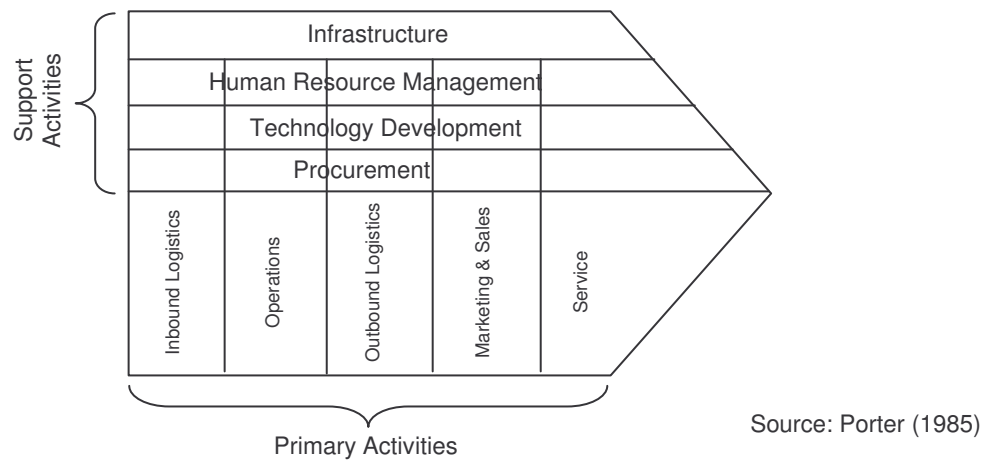 Support
Activities
Infrastructure
Human Resource Management
Technology Development
Procurement
Inbound Logistics
Operations
Outbound Logistics
Marketing & Sales
Service
Primary Activities
Source: Porter (1985)